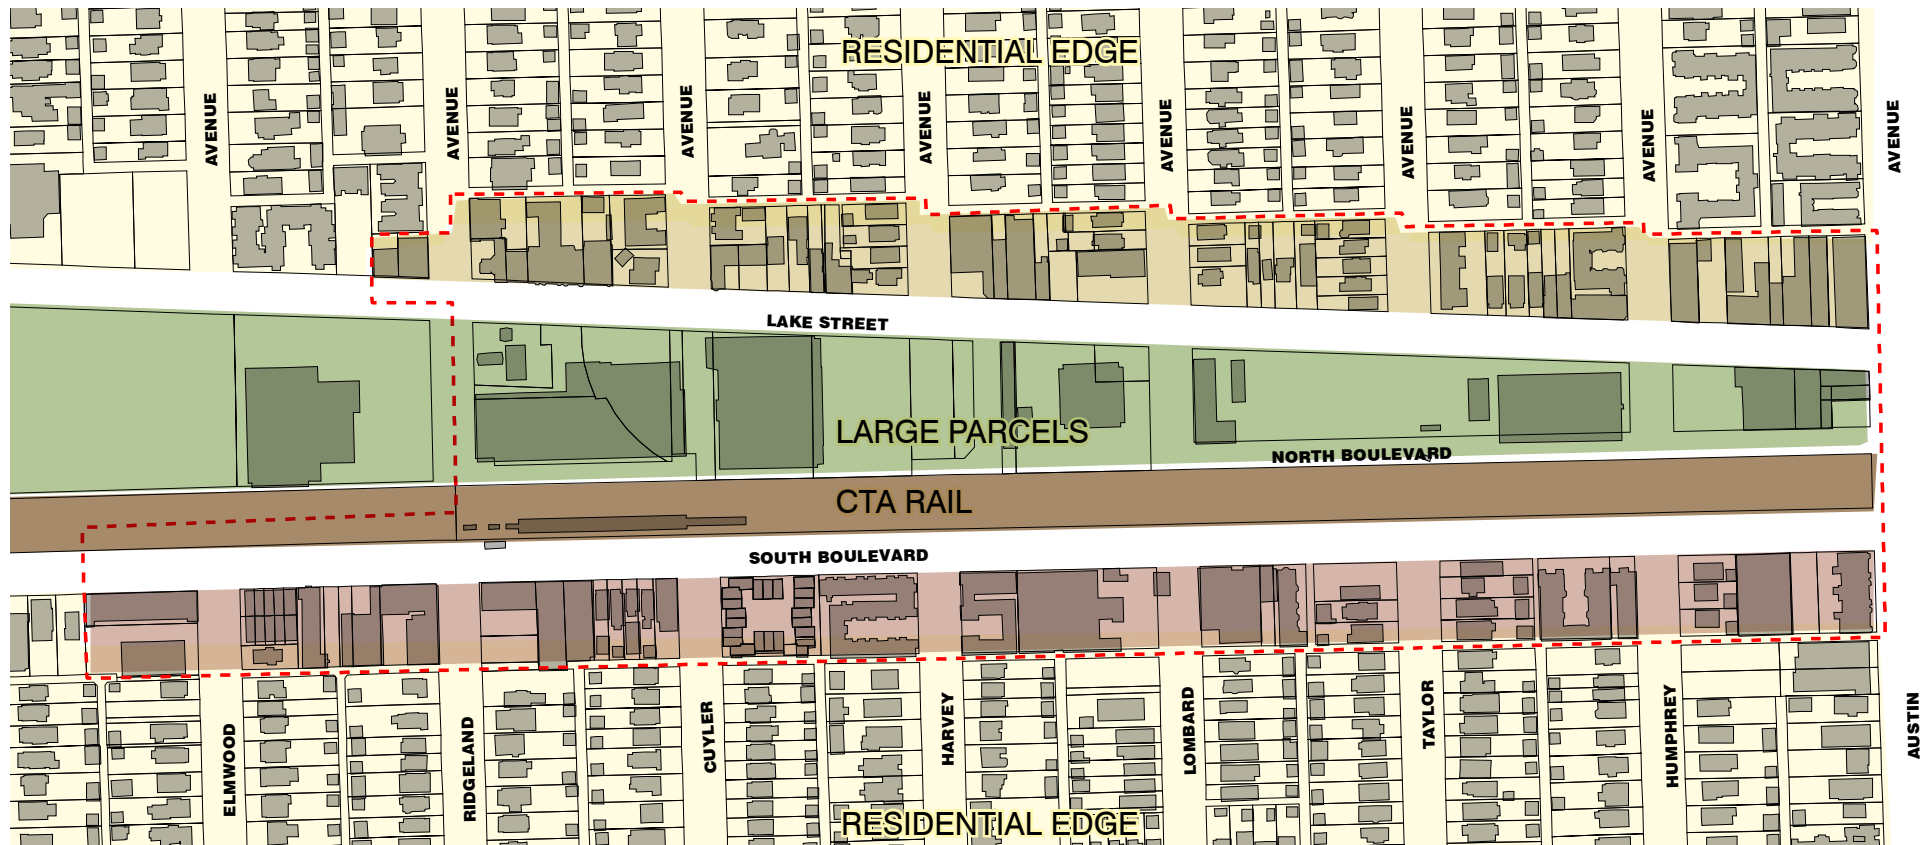 RESIDENTIAL EDGE
AVENUE
AVENUE
AVENUE
AVENUE
AVENUE
AVENUE
AVENUE
AVENUE
LAKE STREET
LARGE PARCELS
NORTH BOULEVARD
CTA RAIL
SOUTH BOULEVARD
ELMWOOD
RIDGELAND
CUYLER
HARVEY
LOMBARD
TAYLOR
HUMPHREY
AUSTIN
RESIDENTIAL EDGE